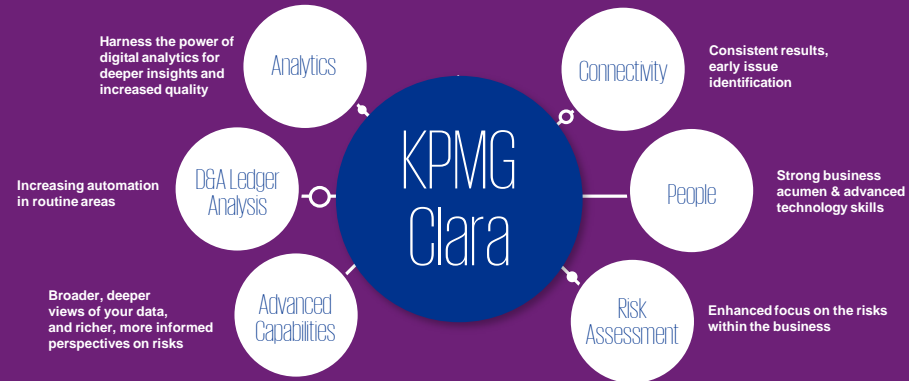 Harness the power of
digital analytics for
deeper insights and
increased quality
Analytics
Increasing automation
in routine areas
D&A Ledger
Analysis
Broader, deeper
views of your data,
and richer, more informed
perspectives on risks
Advanced
Capabilities
KPMG
Clara
Connectivity
Consistent results,
early issue
identification
People
Strong business
acumen & advanced
technology skills
Risk
Assessment
Enhanced focus on the risks
within the business